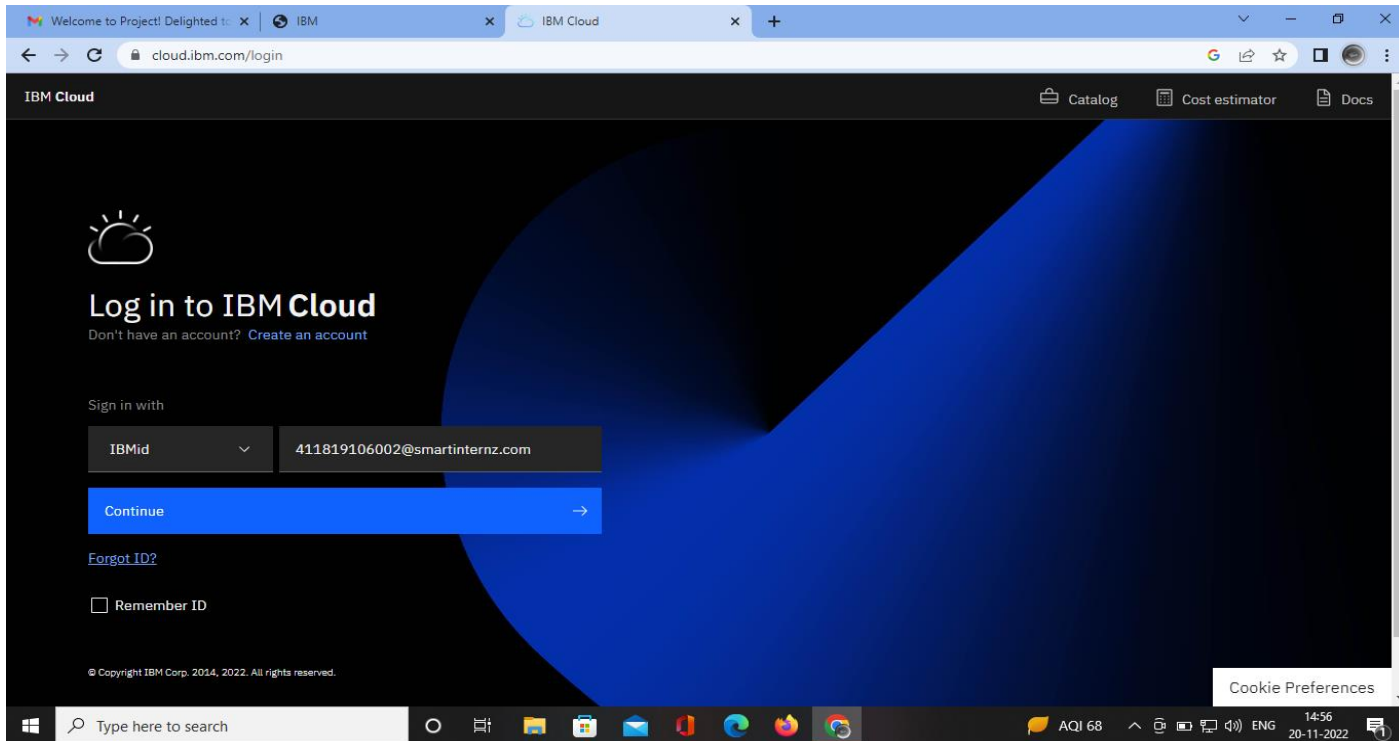 Welcome to Project! Delighted to
IBM
IBM Cloud
cloud.ibm.com/login
IBM Cloud
Catalog
Cost estimator
Docs
Log in to IBM Cloud
Don't have an account? Create an account
Sign in with
IBMid
411819106002@smartinternz.com
Continue
Forgot ID?
Remember ID
© Copyright IBM Corp. 2014, 2022. All rights reserved.
Cookie Preferences
Type here to search
AQI 68
ENG
14:56
20-11-2022
1